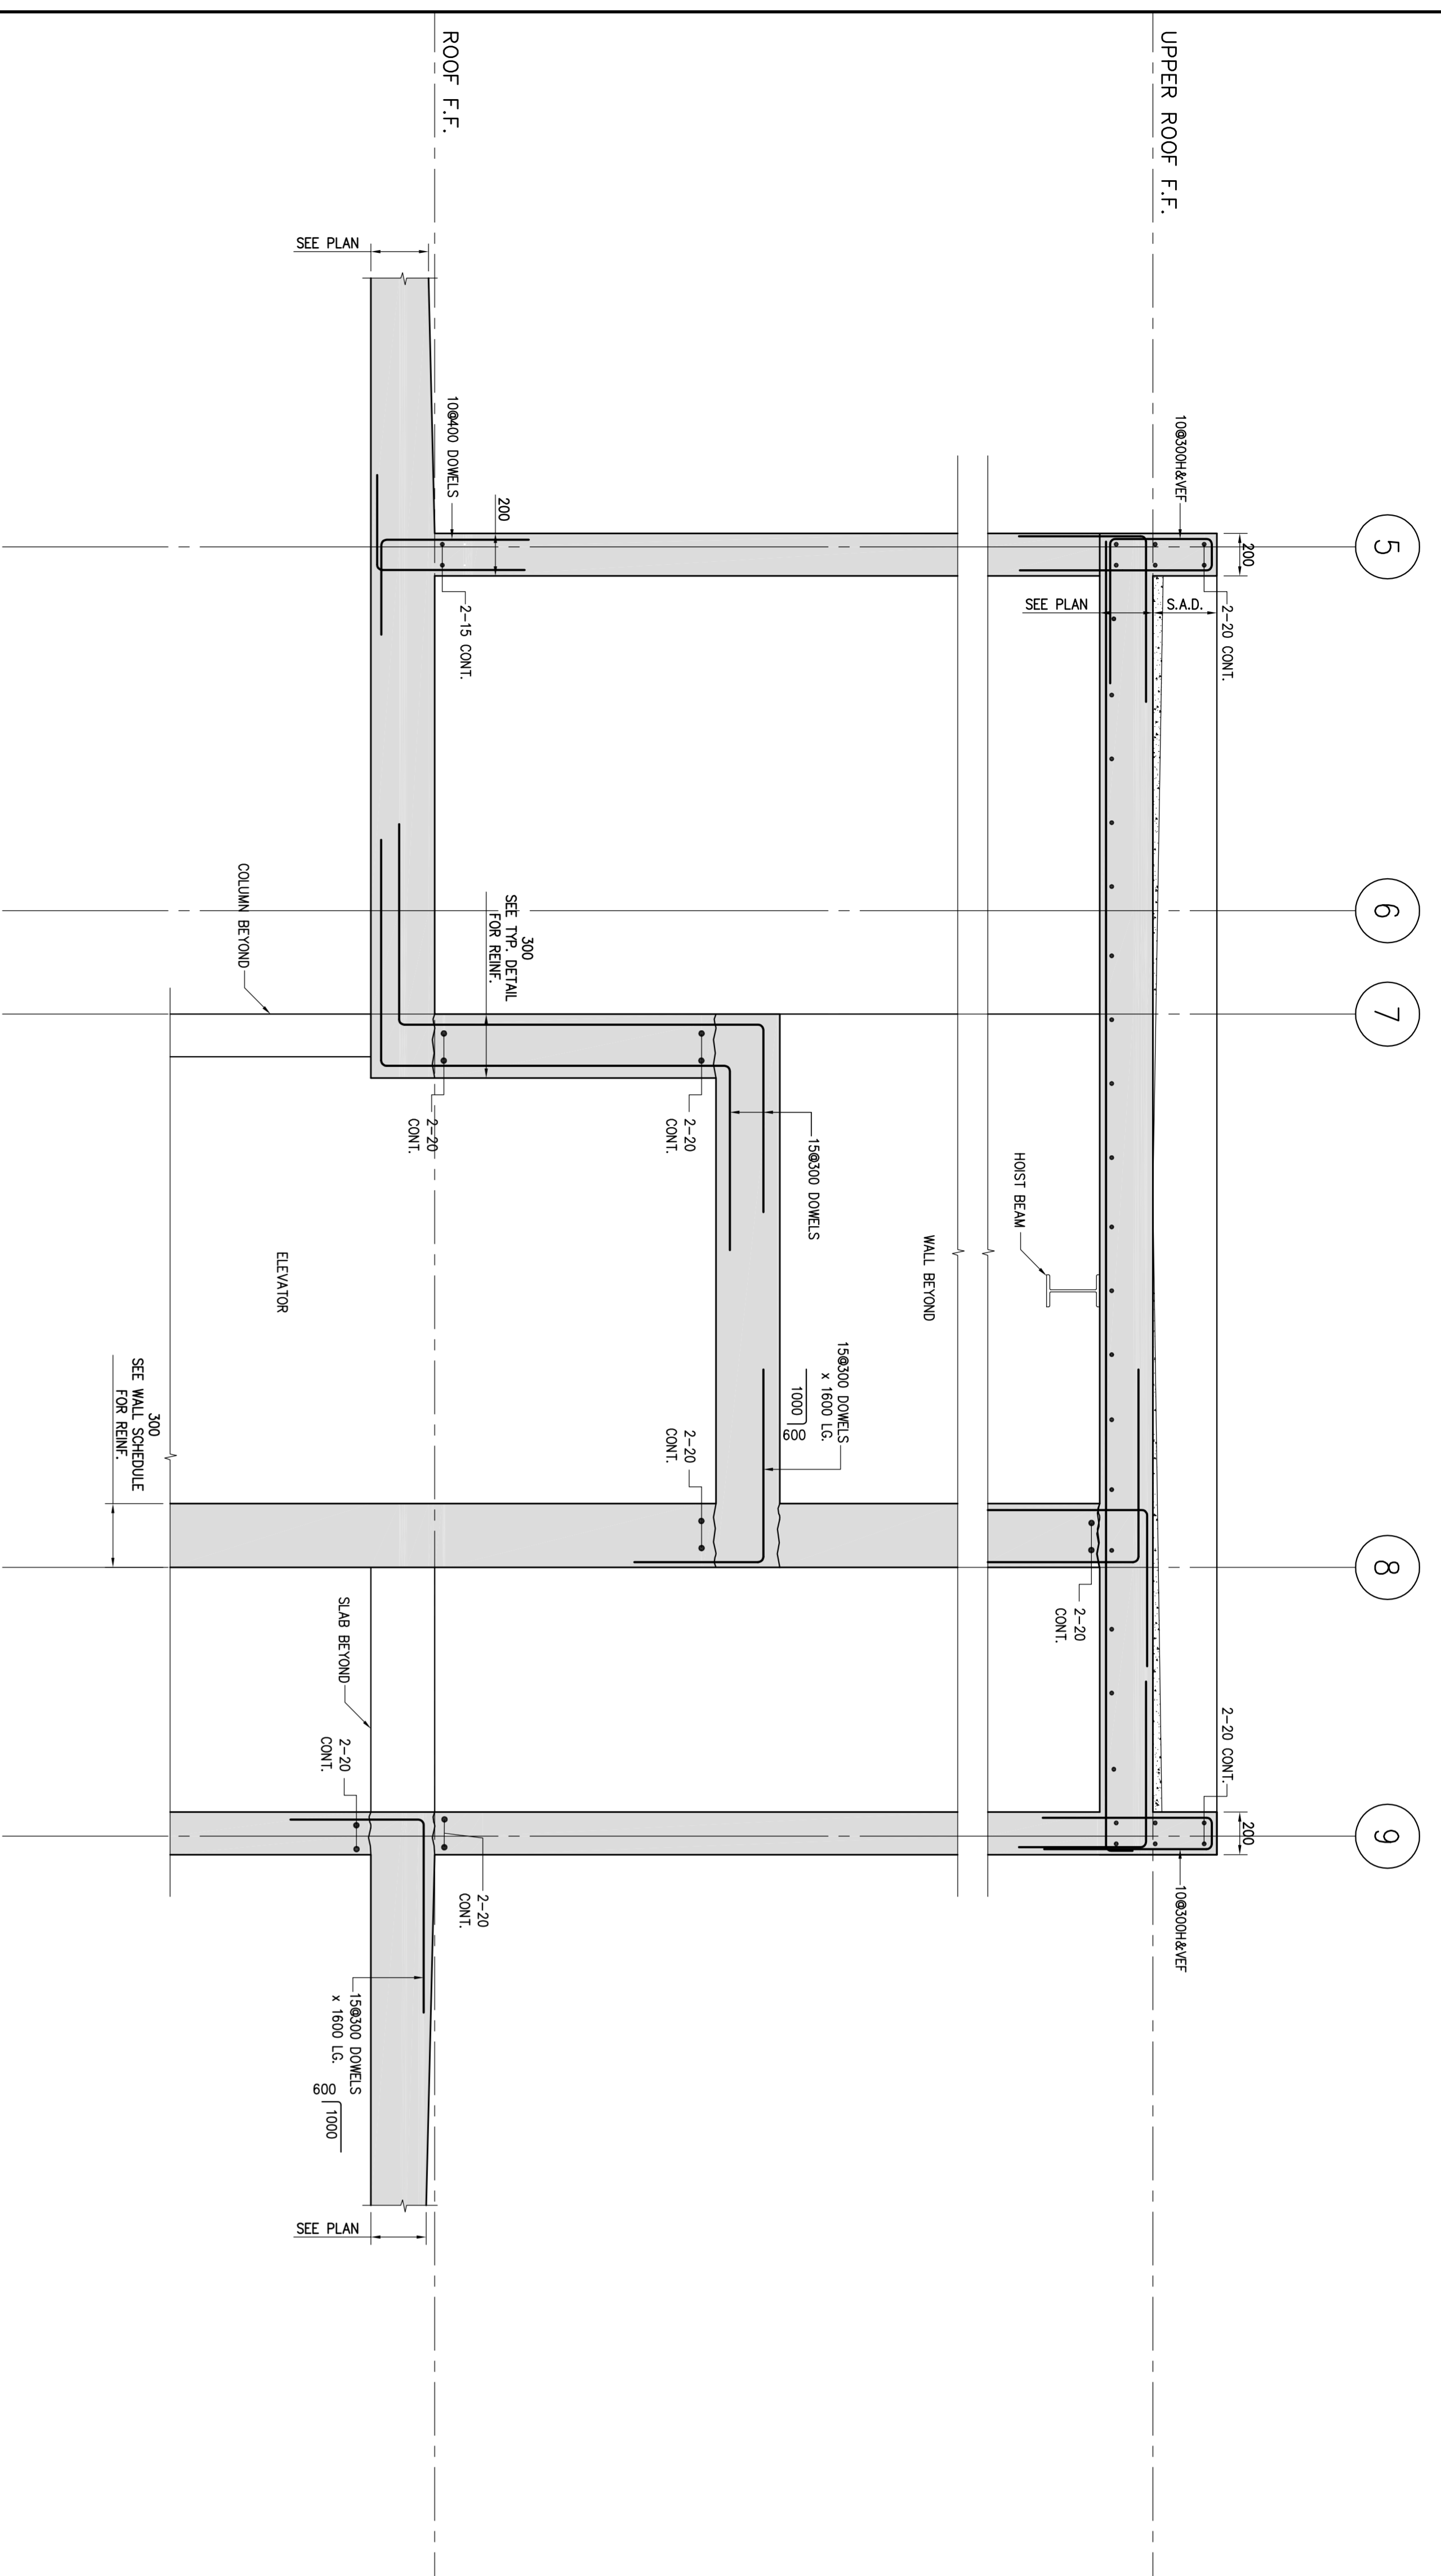 5
6
7
8
9
UPPER ROOF F.F.
10@300H&VEF
200
2-20 CONT.
S.A.D.
SEE PLAN
2-20 CONT.
200
10@300H&VEF
HOIST BEAM
2-20
CONT.
WALL BEYOND
15@300 DOWELS
x 1600 LG.
1000
600
15@300 DOWELS
2-20
CONT.
2-20
CONT.
300
SEE TYP. DETAIL
FOR REINF.
200
ROOF F.F.
10@400 DOWELS
2-15 CONT.
2-20
CONT.
2-20
CONT.
SEE PLAN
COLUMN BEYOND
ELEVATOR
SLAB BEYOND
2-20
CONT.
15@300 DOWELS
x 1600 LG.
600
1000
SEE PLAN
300
SEE WALL SCHEDULE
FOR REINF.